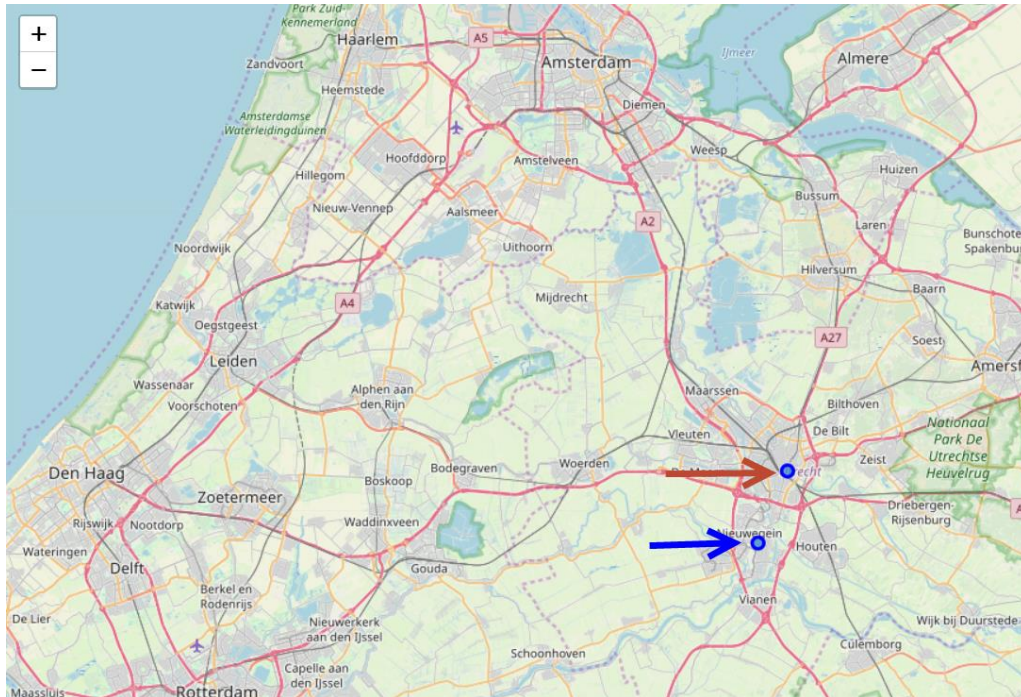 +
−
Park Zuid
Kennemerland
Haarlem
A5
Zandvoort
Amsterdam
IJmeer
Almere
Heemstede
Diemen
Amsterdamse
Waterleidingduinen
Hoofddorp
Amstelveen
Weesp
Huizen
Hillegom
Bussum
Nieuw-Vennep
Aalsmeer
A2
Laren
Bunschote
Spakenbu
Noordwijk
Uithoorn
Hilversum
Baarn
Katwijk
A4
Mijdrecht
Oegstgeest
A27
Soest
Leiden
Amersf
Wassenaar
Alphen aan
den Rijn
Maarssen
Voorschoten
Bilthoven
Vleuten
De Bilt
Nationaal
Park De
Utrechtse
Heuvelrug
Den Haag
Zoetermeer
Bodegraven
Woerden
De M
echt
Zeist
Boskoop
Rijswijk
Nootdorp
Waddinxveen
Driebergen-
Rijsenburg
A
Wateringen
Nieuwegein
Houten
Delft
Gouda
Berkel en
Rodenrijs
Vianen
De Lier
Nieuwerkerk
aan den IJssel
Wijk bij Duurstede
Schoonhoven
Culemborg
Capelle aan
den IJssel
Maassluis
Rotterdam